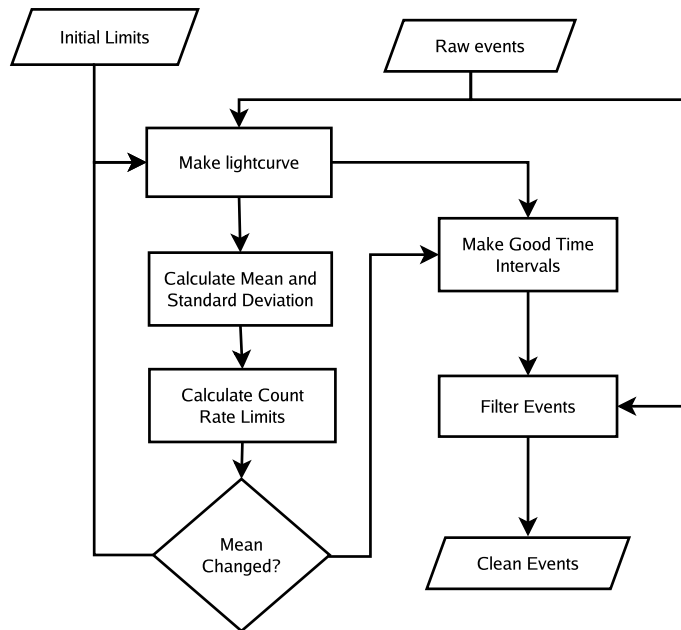 Initial Limits
Raw events
Make lightcurve
Make Good Time
Intervals
Calculate Mean and
Standard Deviation
Calculate Count
Rate Limits
Filter Events
Mean
Changed?
Clean Events